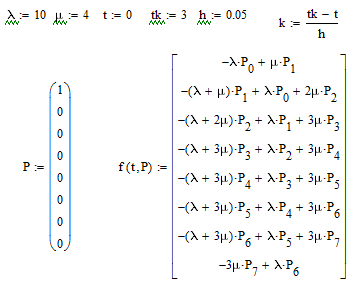 λ := 10 μ := 4 t := 0 tk := 3 h := 0.05 k := (tk − t)/h
P := (1 0 0 0 0 0 0 0)
f(t,P) :=
−λ·P₀ + μ·P₁
−(λ + μ)·P₁ + λ·P₀ + 2μ·P₂
−(λ + 2μ)·P₂ + λ·P₁ + 3μ·P₃
−(λ + 3μ)·P₃ + λ·P₂ + 3μ·P₄
−(λ + 3μ)·P₄ + λ·P₃ + 3μ·P₅
−(λ + 3μ)·P₅ + λ·P₄ + 3μ·P₆
−(λ + 3μ)·P₆ + λ·P₅ + 3μ·P₇
−3μ·P₇ + λ·P₆